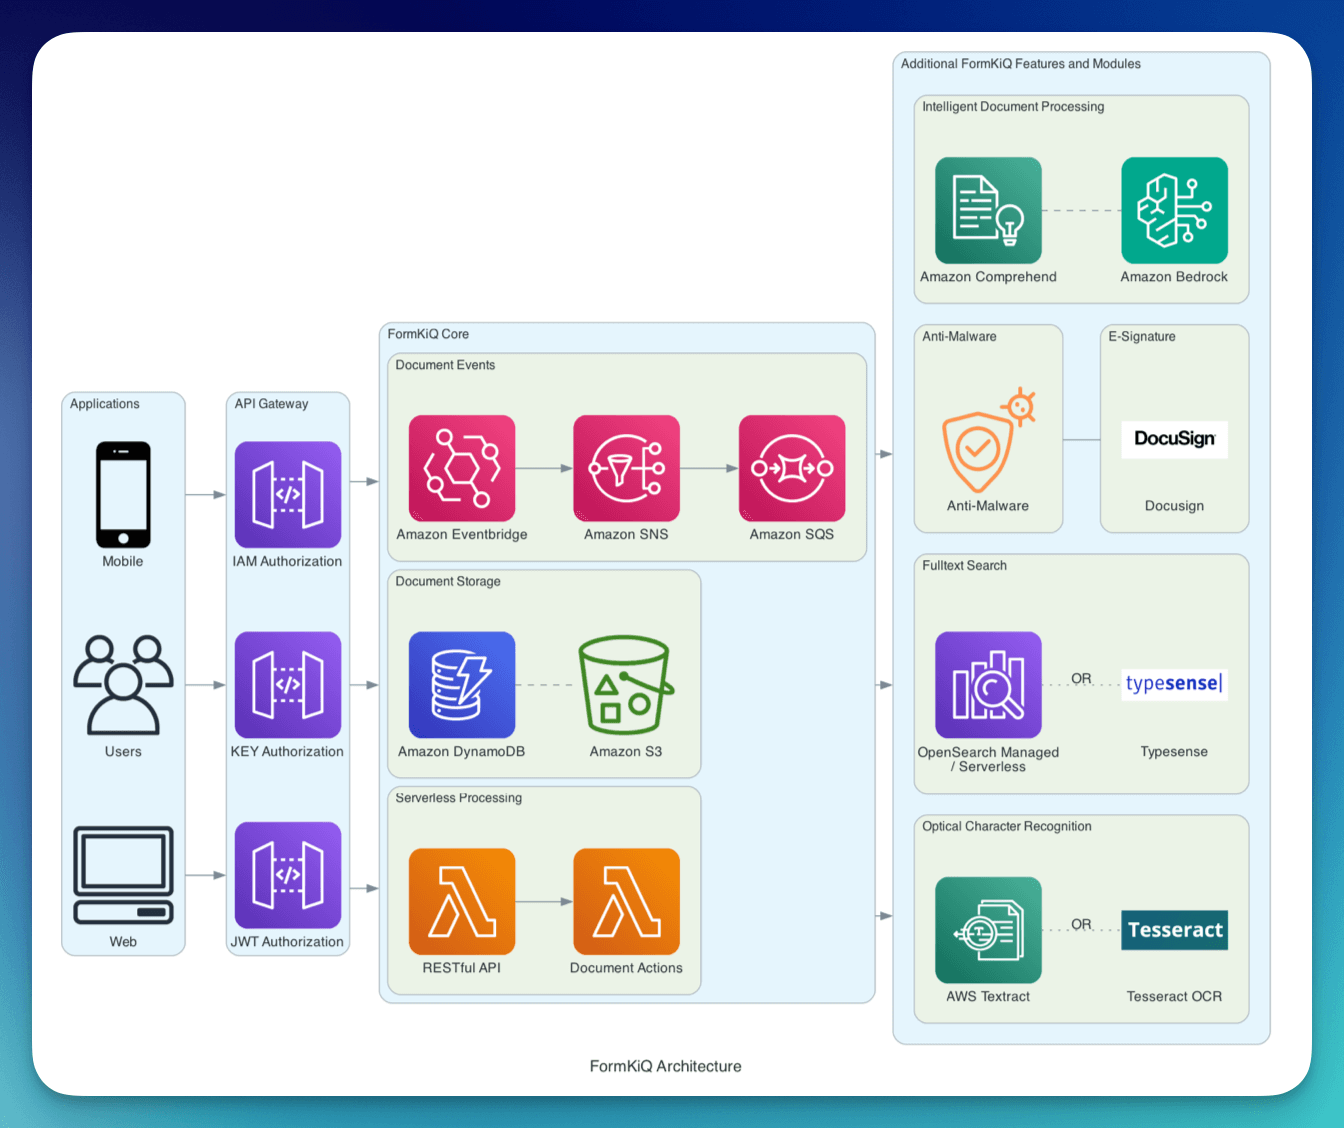 Additional FormKiQ Features and Modules
Intelligent Document Processing
Amazon Comprehend
Amazon Bedrock
FormKiQ Core
Anti-Malware
E-Signature
Document Events
Applications
API Gateway
DocuSign
Anti-Malware
Docusign
Amazon Eventbridge
Amazon SNS
Amazon SQS
Mobile
IAM Authorization
Fulltext Search
Document Storage
OR
typesense
Users
KEY Authorization
Amazon DynamoDB
Amazon S3
OpenSearch Managed
/ Serverless
Typesense
Serverless Processing
Optical Character Recognition
OR
Tesseract
Web
JWT Authorization
RESTful API
Document Actions
AWS Textract
Tesseract OCR
FormKiQ Architecture